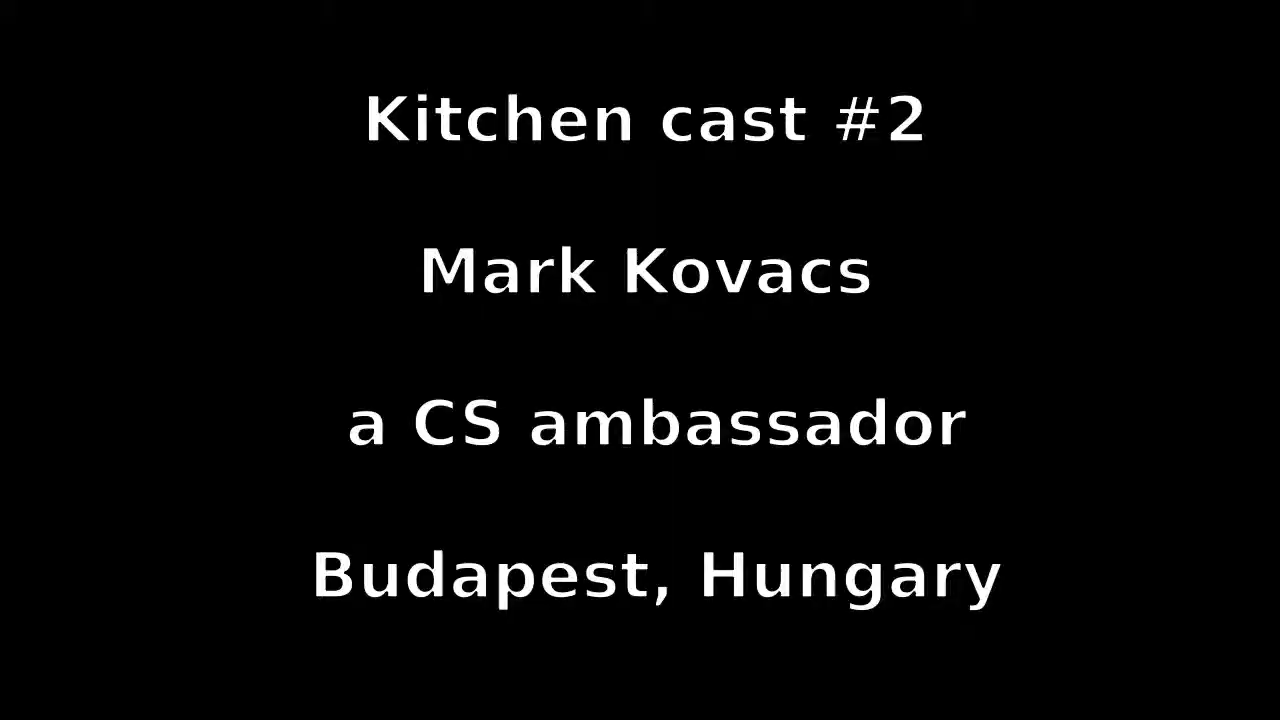 Kitchen cast #2
Mark Kovacs
a CS ambassador
Budapest, Hungary